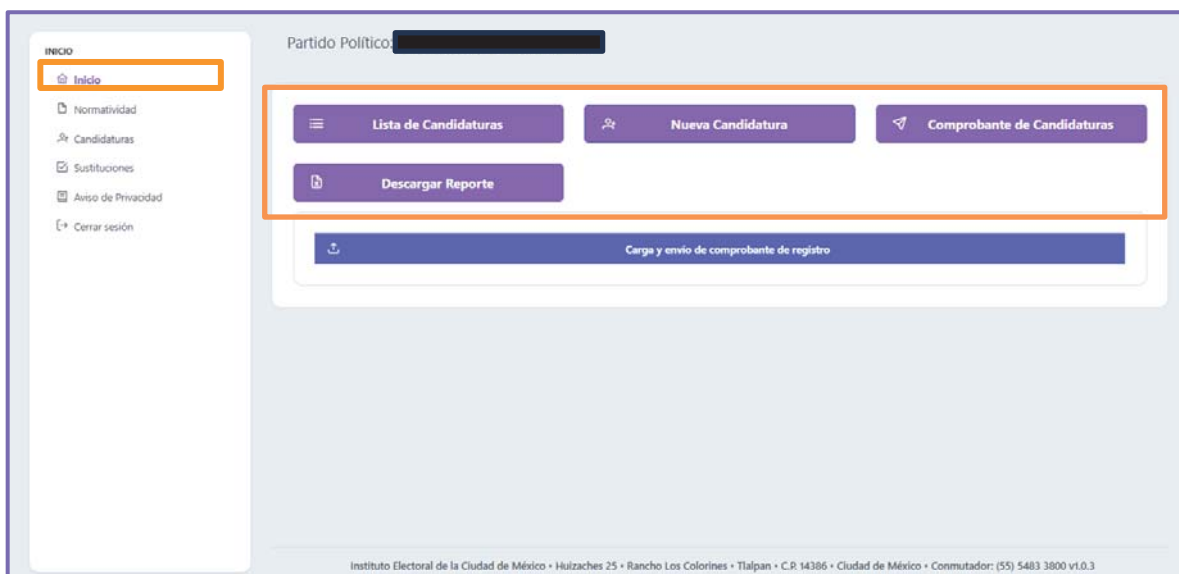 Partido Político:
INICIO
Inicio
Normatividad
Candidaturas
Sustituciones
Aviso de Privacidad
Cerrar sesión
Lista de Candidaturas
Nueva Candidatura
Comprobante de Candidaturas
Descargar Reporte
Carga y envío de comprobante de registro
Instituto Electoral de la Ciudad de México • Huizaches 25 • Rancho Los Colorines • Tlalpan • C.P. 14386 • Ciudad de México • Conmutador: (55) 5483 3800 v1.0.3